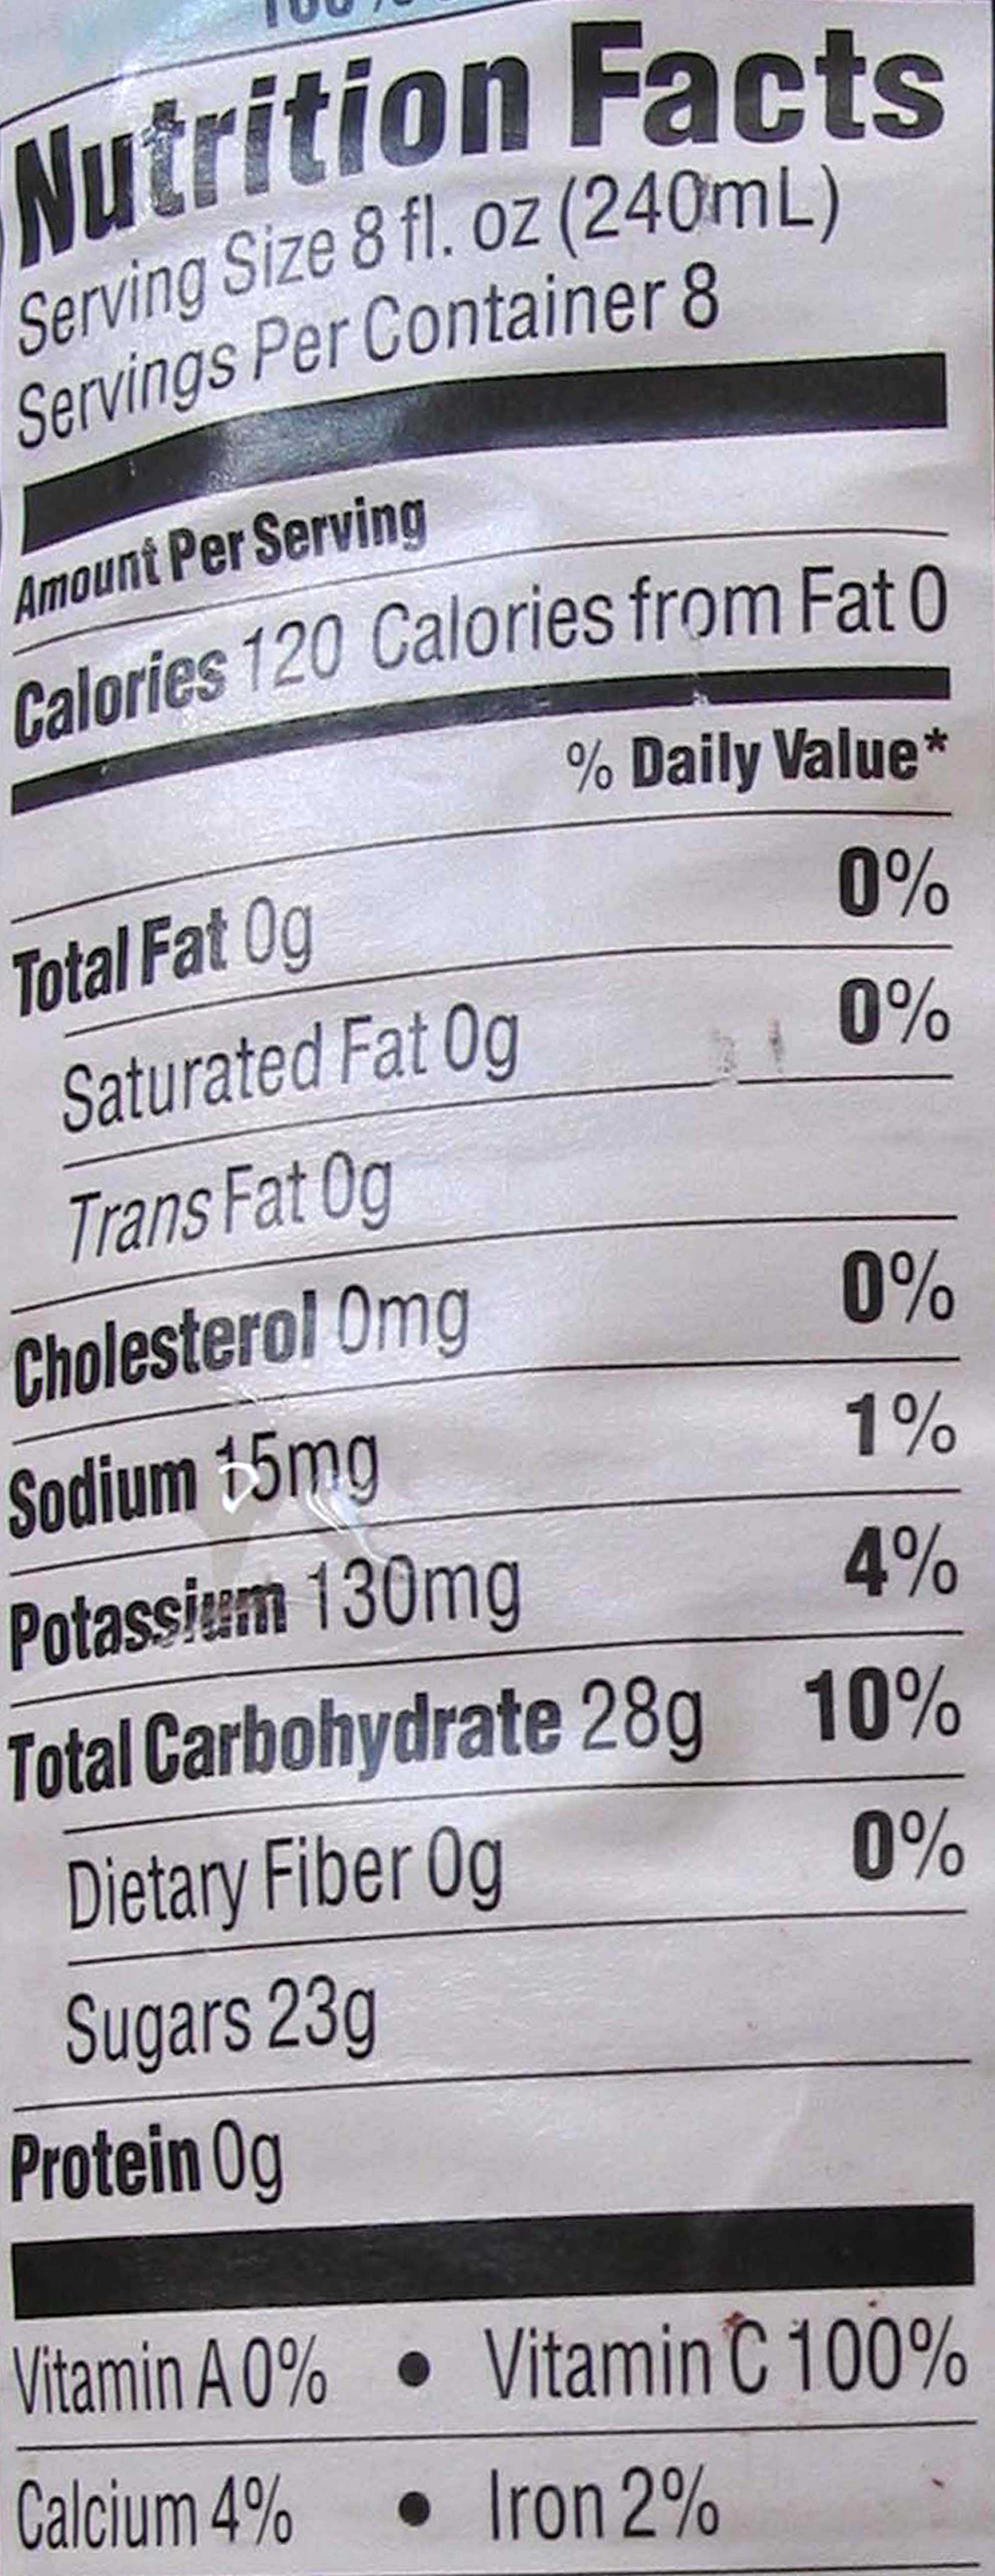 Nutrition Facts
Serving Size 8 fl. oz (240mL)
Servings Per Container 8
Amount Per Serving
Calories 120 Calories from Fat 0
% Daily Value*
Total Fat 0g 0%
Saturated Fat 0g 0%
Trans Fat 0g
Cholesterol 0mg 0%
Sodium 15mg 1%
Potassium 130mg 4%
Total Carbohydrate 28g 10%
Dietary Fiber 0g 0%
Sugars 23g
Protein 0g
Vitamin A 0% • Vitamin C 100%
Calcium 4% • Iron 2%